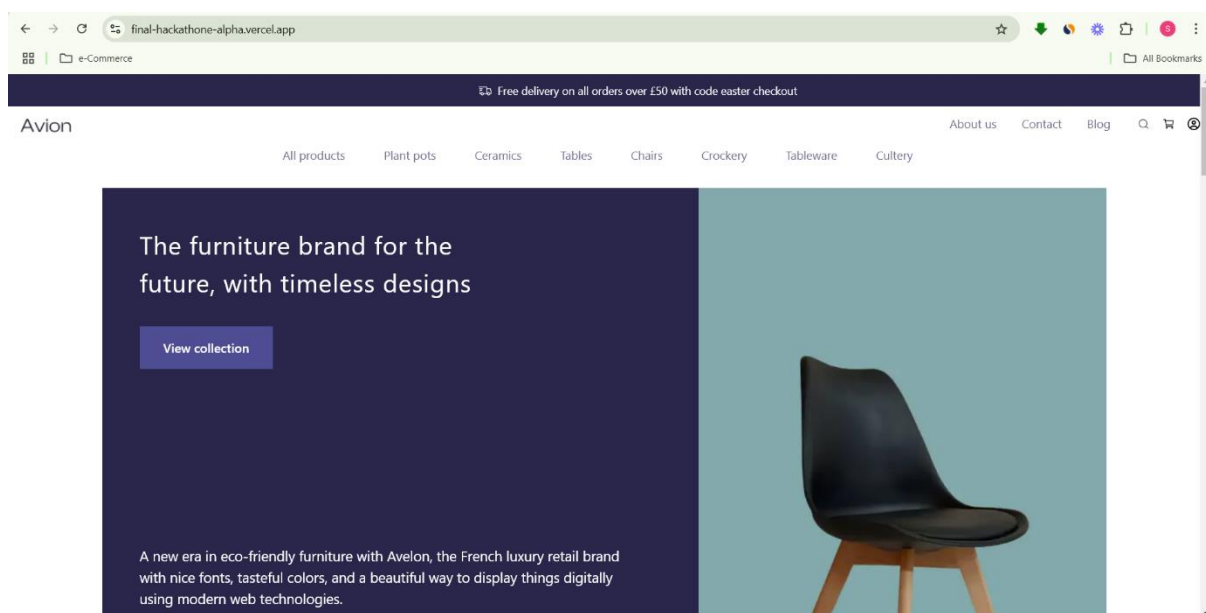 final-hackathone-alpha.vercel.app
S
e-Commerce
All Bookmarks
Free delivery on all orders over £50 with code easter checkout
Avion
About us Contact Blog
All products Plant pots Ceramics Tables Chairs Crockery Tableware Cultery
The furniture brand for the
future, with timeless designs
View collection
A new era in eco-friendly furniture with Avelon, the French luxury retail brand
with nice fonts, tasteful colors, and a beautiful way to display things digitally
using modern web technologies.